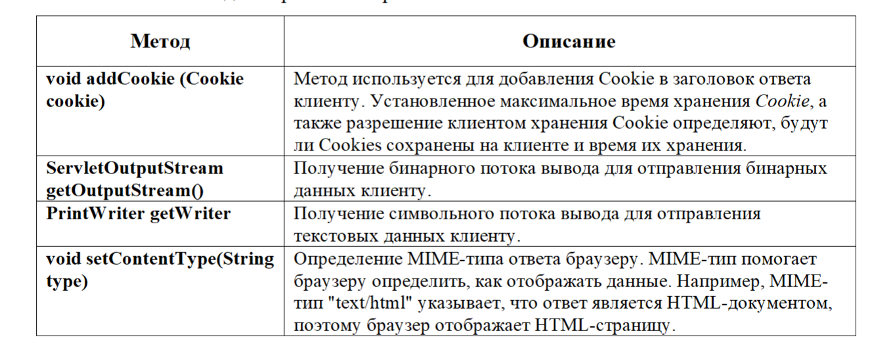 Метод
Описание
void addCookie (Cookie
cookie)
Метод используется для добавления Cookie в заголовок ответа
клиенту. Установленное максимальное время хранения Cookie, а
также разрешение клиентом хранения Cookie определяют, будут
ли Cookies сохранены на клиенте и время их хранения.
ServletOutputStream
getOutputStream()
Получение бинарного потока вывода для отправления бинарных
данных клиенту.
PrintWriter getWriter
Получение символьного потока вывода для отправления
текстовых данных клиенту.
void setContentType(String
type)
Определение MIME-типа ответа браузеру. MIME-тип помогает
браузеру определить, как отображать данные. Например, MIME-
тип "text/html" указывает, что ответ является HTML-документом,
поэтому браузер отображает HTML-страницу.